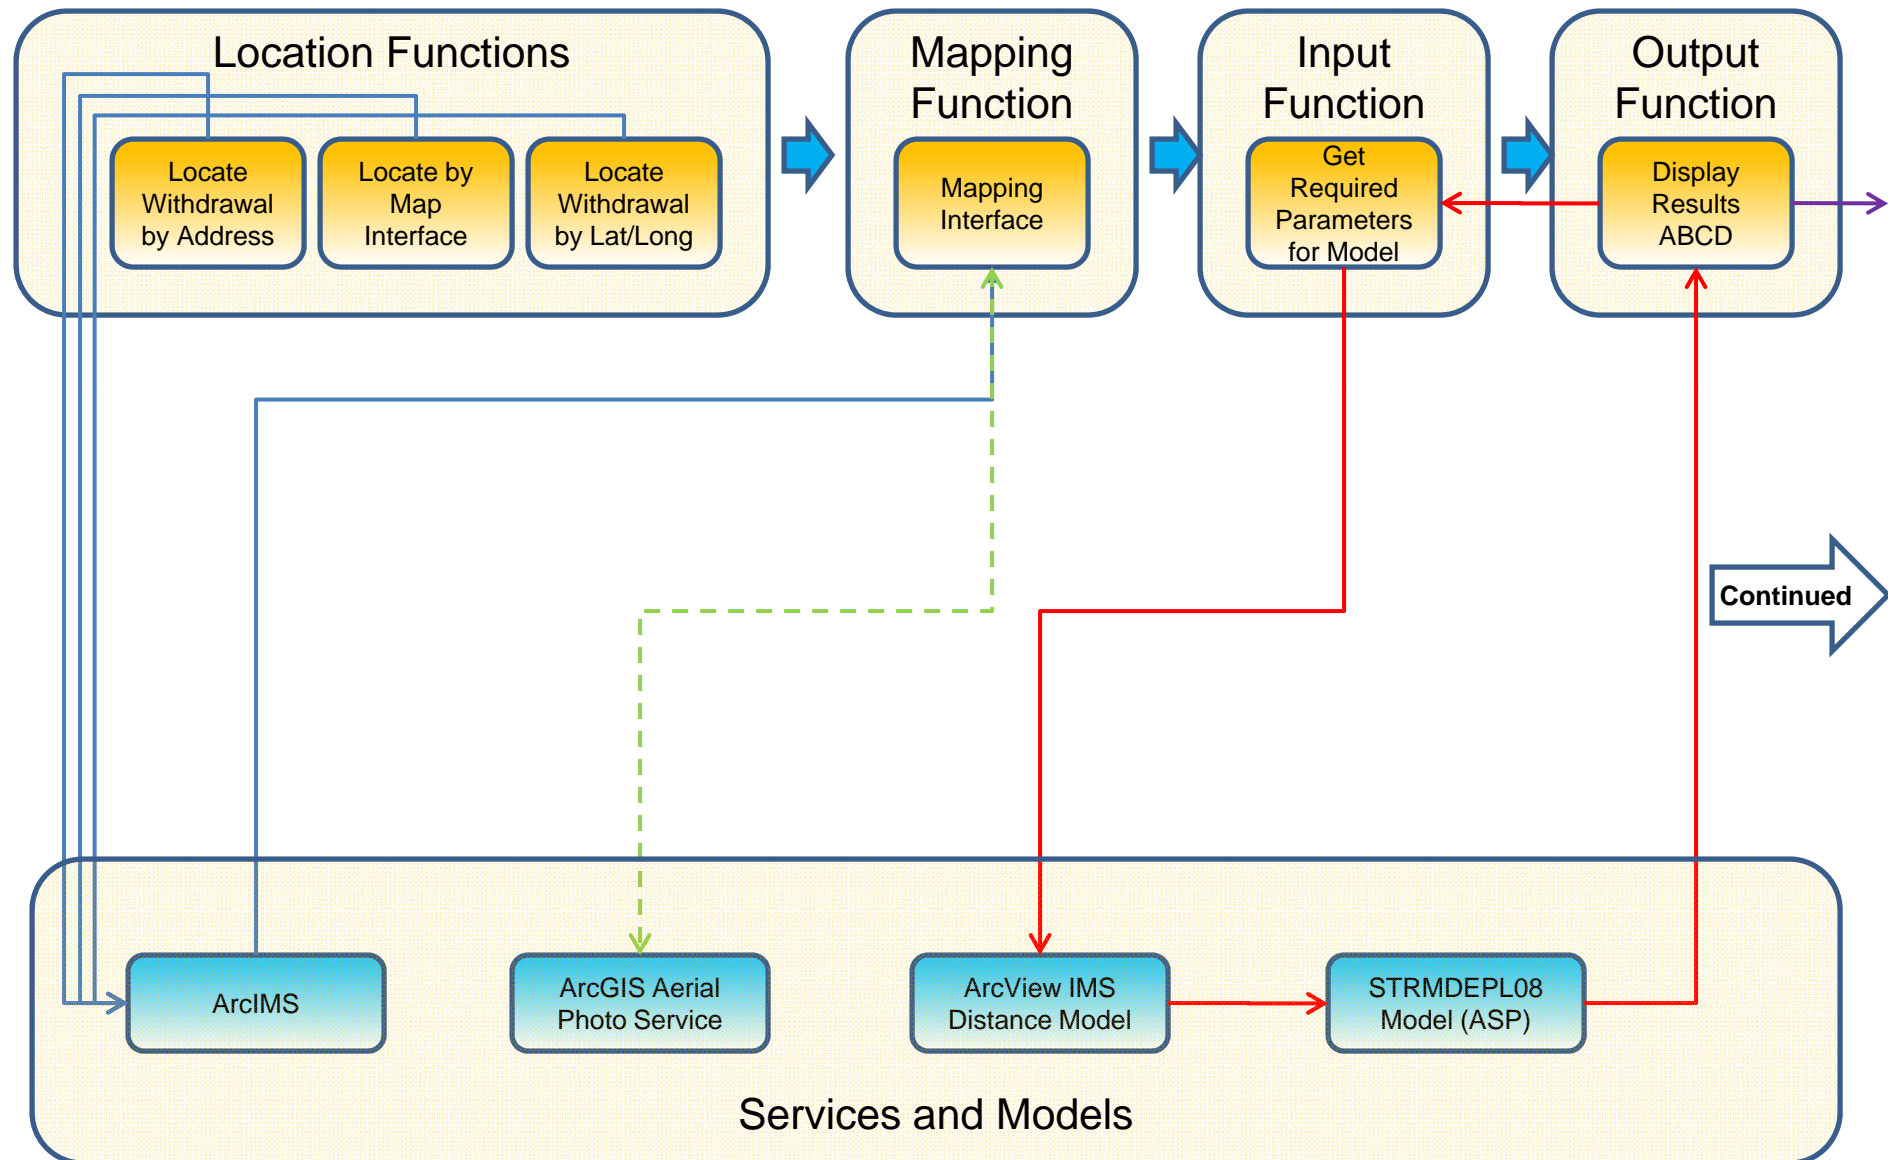 Location Functions
Locate
Withdrawal
by Address
Locate by
Map
Interface
Locate
Withdrawal
by Lat/Long
Mapping
Function
Mapping
Interface
Input
Function
Get
Required
Parameters
for Model
Output
Function
Display
Results
ABCD
Continued
ArcIMS
ArcGIS Aerial
Photo Service
ArcView IMS
Distance Model
STRMDEPL08
Model (ASP)
Services and Models